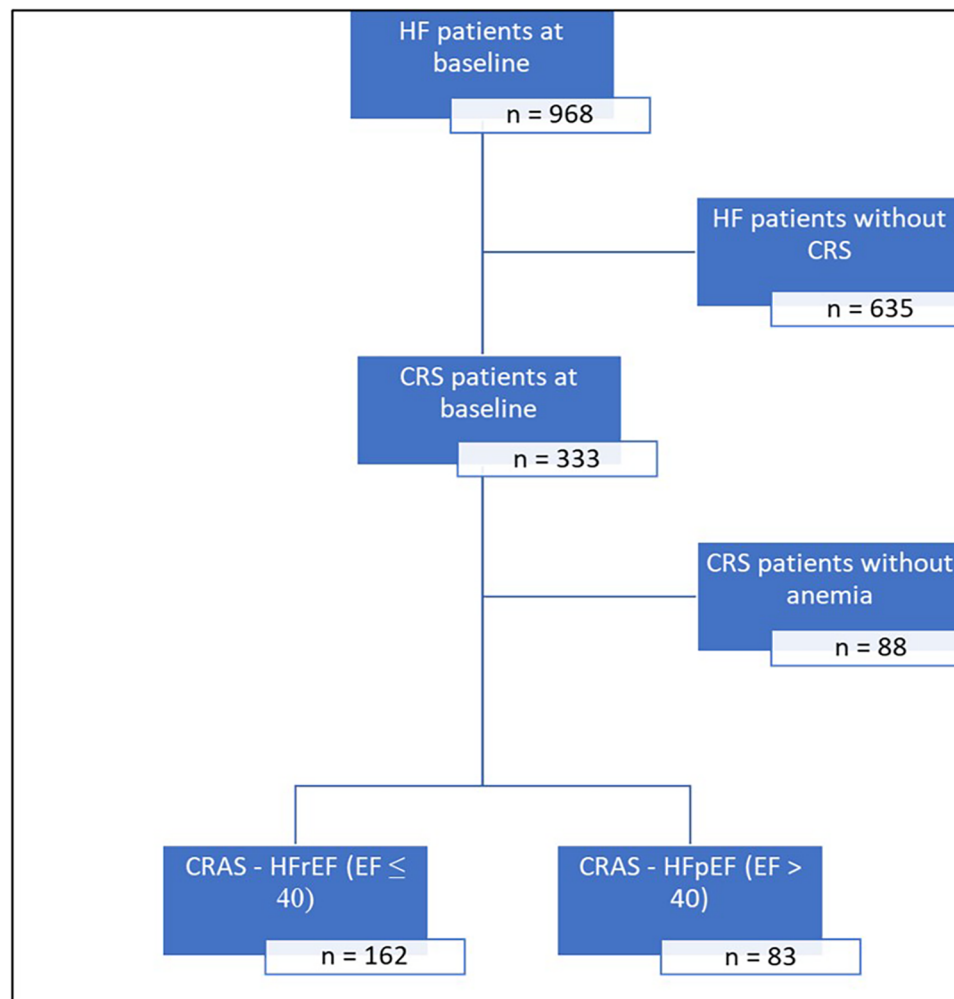 HF patients at
baseline
n = 968
HF patients without
CRS
n = 635
CRS patients at
baseline
n = 333
CRS patients without
anemia
n = 88
CRAS - HFrEF (EF ≤
40)
n = 162
CRAS - HFpEF (EF >
40)
n = 83